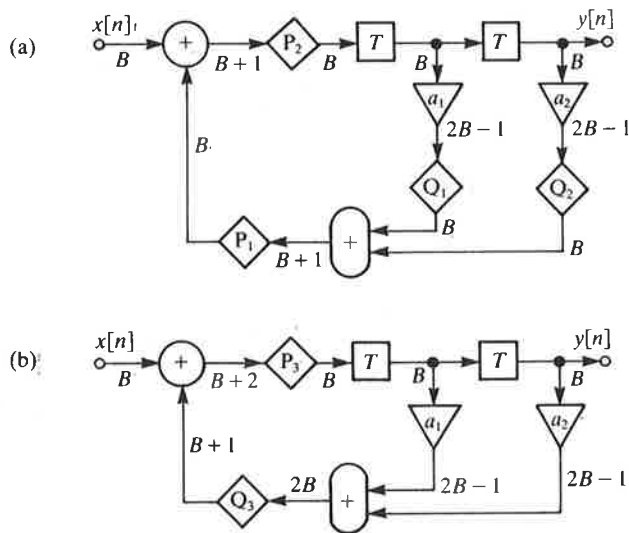 (a)
x[n]
y[n]
+
P₂
T
T
B
B + 1
B
B
B
a₁
a₂
2B − 1
2B − 1
B
Q₁
Q₂
P₁
+
B
B + 1
B
(b)
x[n]
y[n]
+
P₃
T
T
B
B + 2
B
B
B
a₁
a₂
B + 1
Q₃
2B
+
2B − 1
2B − 1